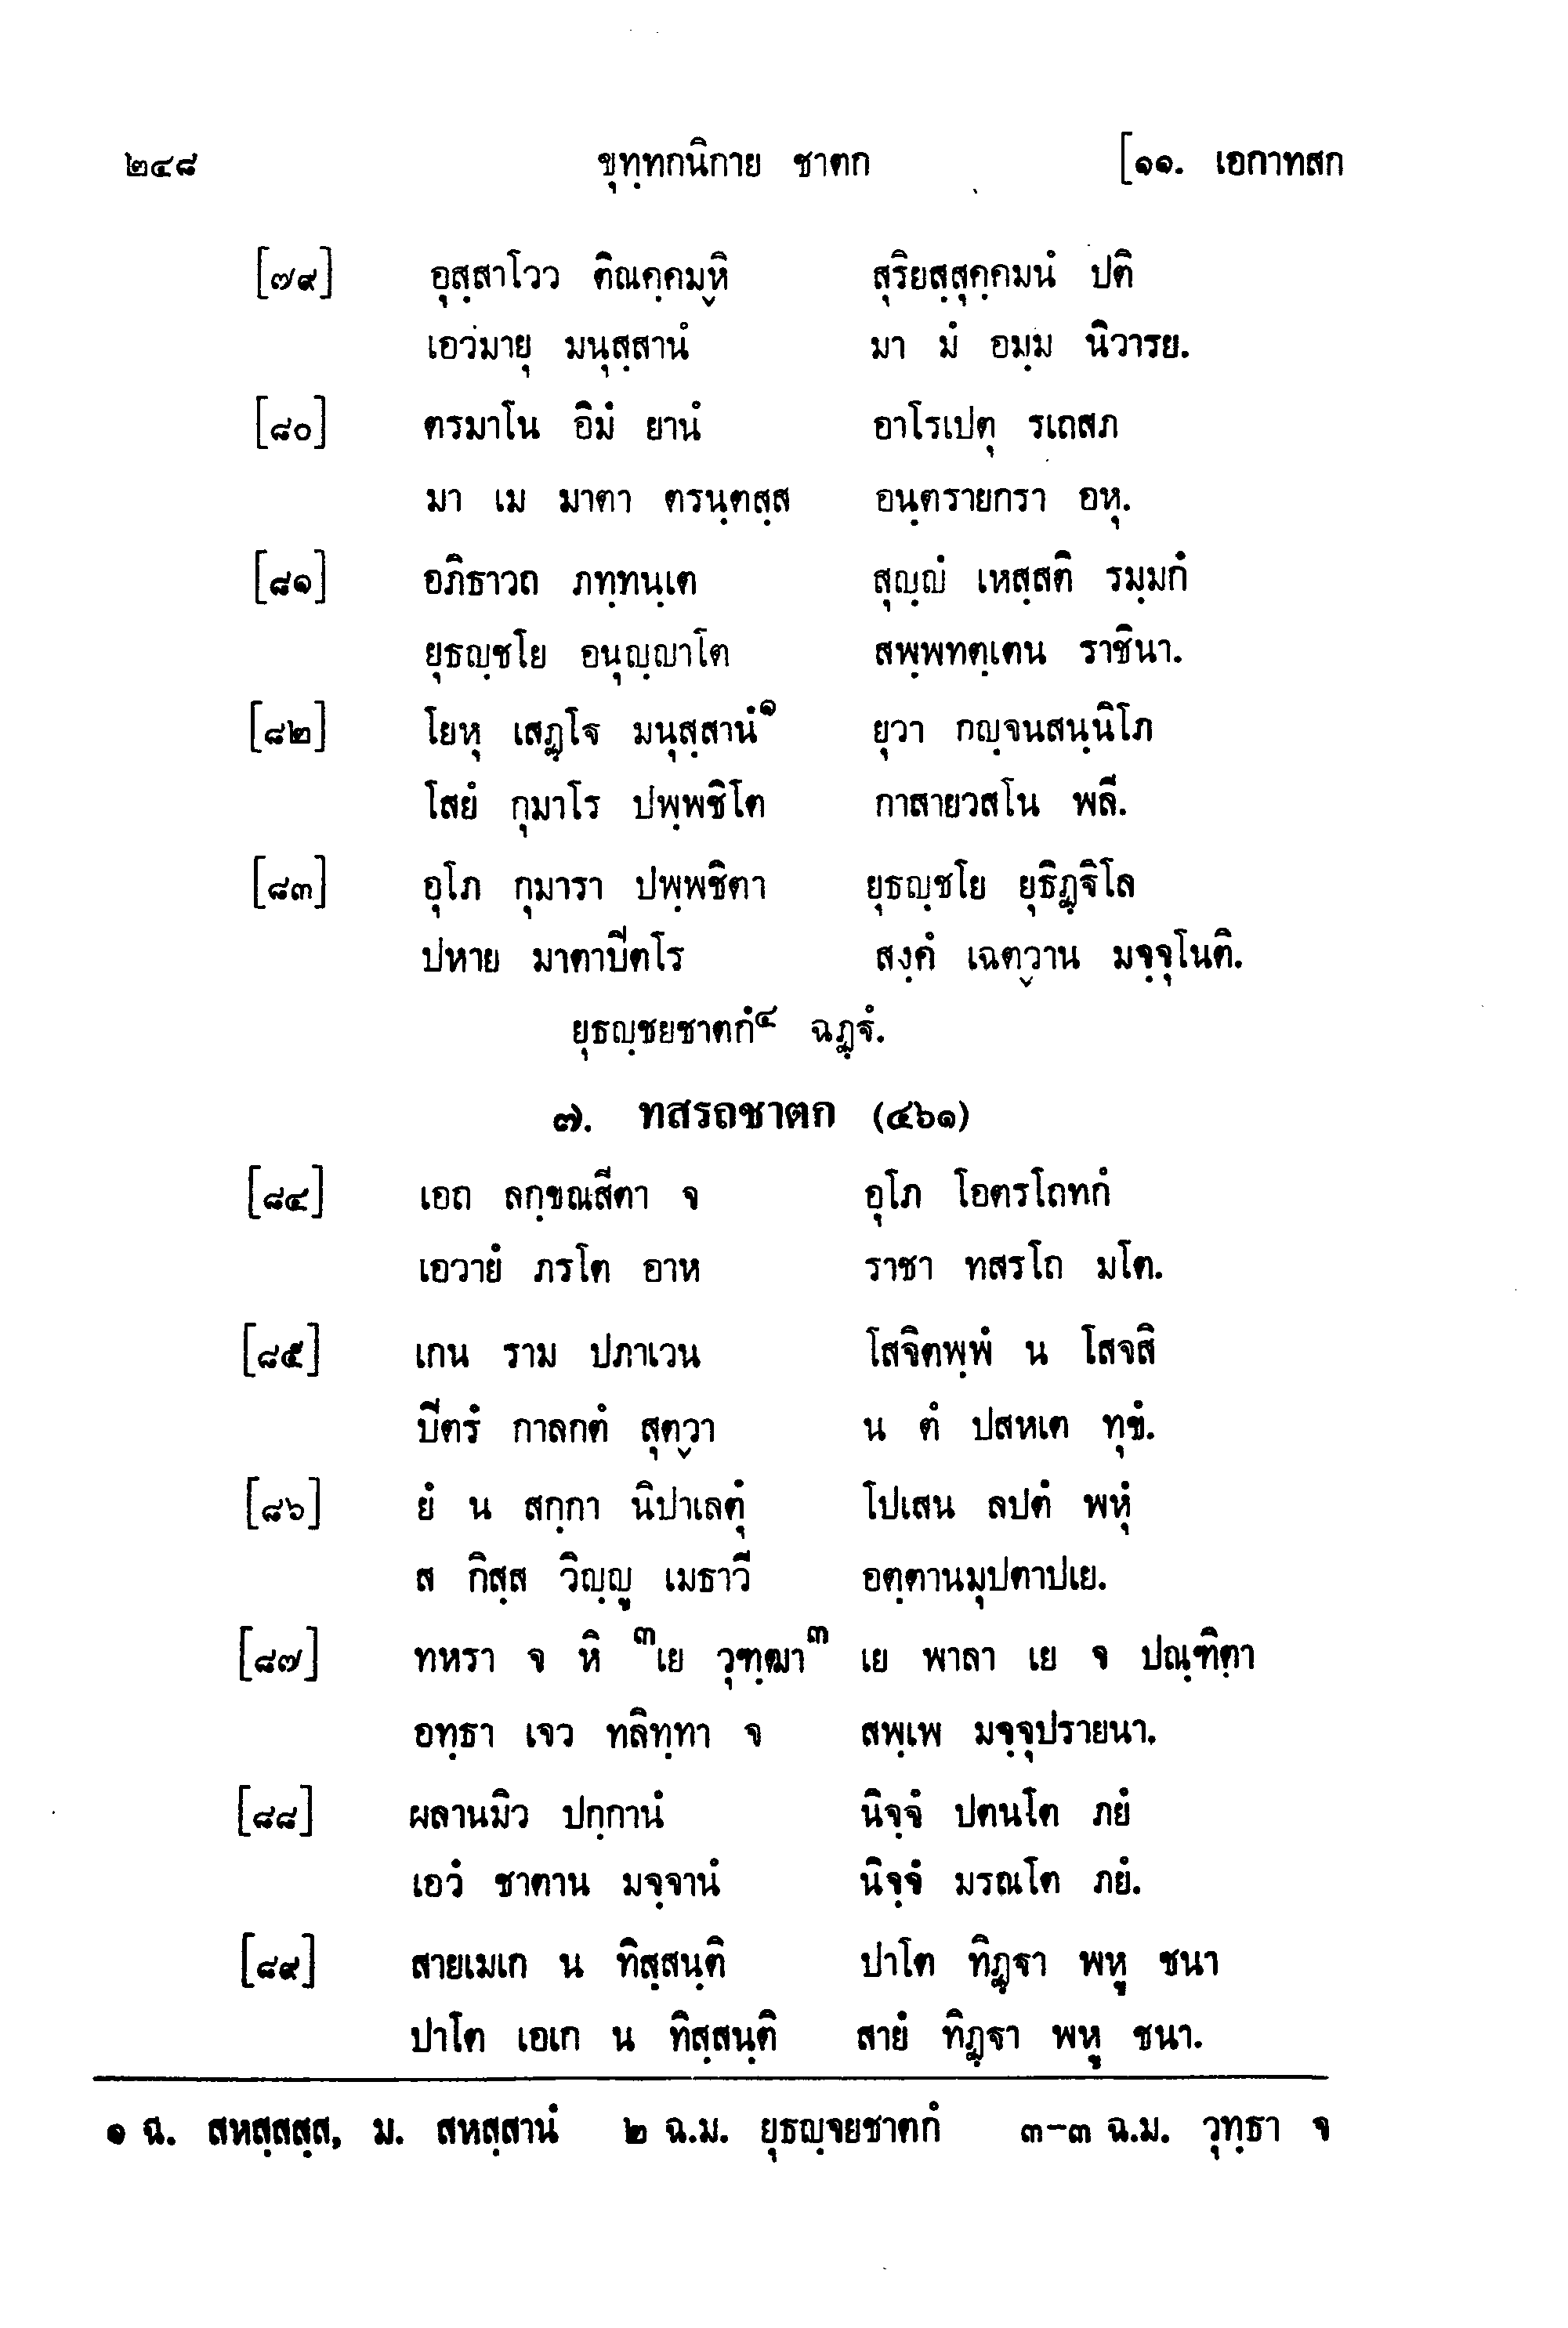 ๒๔๘ ขุทฺทกนิกาย ชาตก [๑๑. เอกาทสก
[๗๙] อุสฺสาโวว ติณคฺคมฺหิ สุริยสฺสุคฺคมนํ ปติ
เอวมายุ มนุสฺสานํ มา มํ อมฺม นิวารย.
[๘๐] ตรมาโน อิมํ ยานํ อาโรเปตุ รเถสภ
มา เม มาตา ตรนฺตสฺส อนฺตรายกรา อหุ.
[๘๑] อภิธาวถ ภทฺทนฺเต สุญฺญํ เหสฺสติ รมฺมกํ
ยุธญฺชโย อนุญฺญาโต สพฺพทตฺเตน ราชินา.
[๘๒] โยหุ เสฏฺโฐ มนุสฺสานํ๑ ยุวา กญฺจนสนฺนิโภ
โสยํ กุมาโร ปพฺพชิโต กาสายวสโน พลี.
[๘๓] อุโภ กุมารา ปพฺพชิตา ยุธญฺชโย ยุธิฏฺฐิโล
ปหาย มาตาปีตโร สงฺคํ เฉตฺวาน มจฺจุโนติ.
ยุธญฺชยชาตกํ๔ ฉฏฺฐํ.
๗. ทสรถชาตก (๔๖๑)
[๘๔] เอถ ลกฺขณสีตา จ อุโภ โอตรโถทกํ
เอวายํ ภรโต อาห ราชา ทสรโถ มโต.
[๘๕] เกน ราม ปภาเวน โสจิตพฺพํ น โสจสิ
ปีตรํ กาลกตํ สุตฺวา น ตํ ปสหเต ทุขํ.
[๘๖] ยํ น สกฺกา นิปาเลตุํ โปเสน ลปตํ พหุํ
ส กิสฺส วิญฺญู เมธาวี อตฺตานมุปตาปเย.
[๘๗] ทหรา จ หิ ๓เย วุฑฺฒา๓ เย พาลา เย จ ปณฺฑิตา
อทฺธา เจว ทลิทฺทา จ สพฺเพ มจฺจุปรายนา.
[๘๘] ผลานมิว ปกฺกานํ นิจฺจํ ปตนโต ภยํ
เอวํ ชาตาน มจฺจานํ นิจฺจํ มรณโต ภยํ.
[๘๙] สายเมเก น ทิสฺสนฺติ ปาโต ทิฏฺฐา พหู ชนา
ปาโต เอเก น ทิสฺสนฺติ สายํ ทิฏฺฐา พหู ชนา.
๑ ฉ. สหสฺสสฺส, ม. สหสฺสานํ ๒ ฉ.ม. ยุธญฺจยชาตกํ ๓-๓ ฉ.ม. วุทฺธา จ